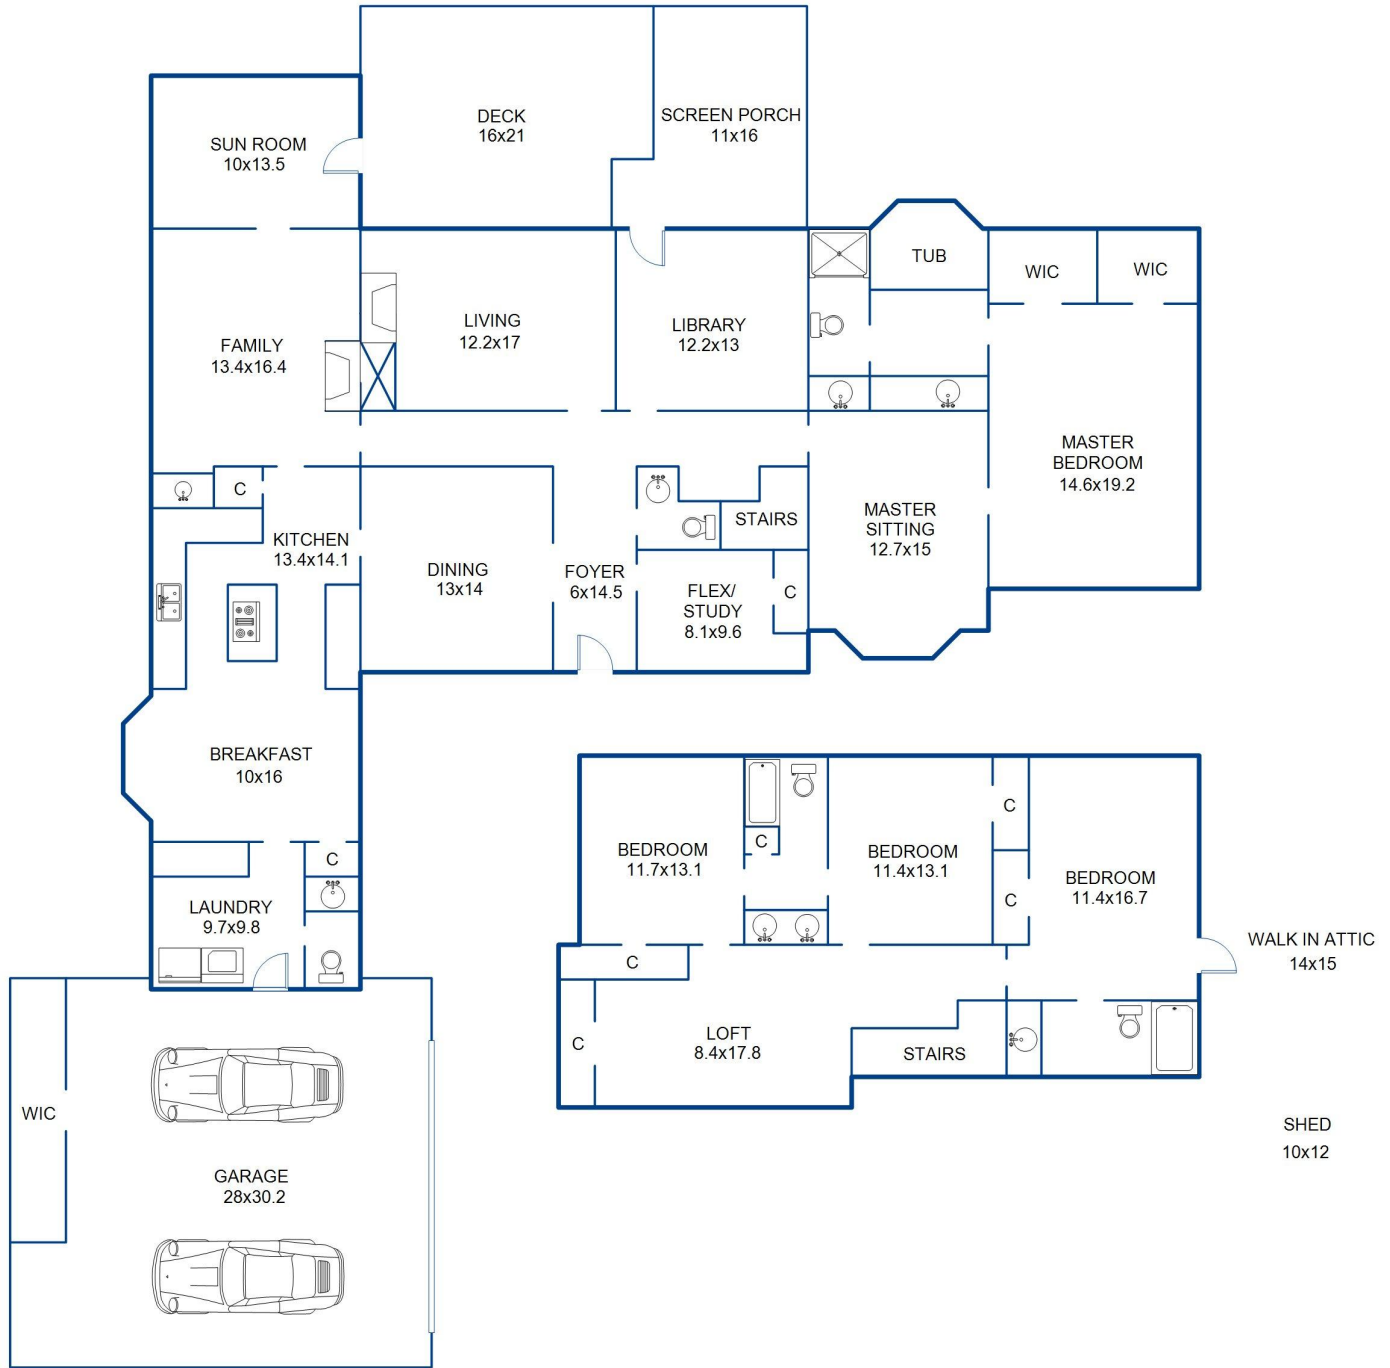 DECK
16x21
SCREEN PORCH
11x16
SUN ROOM
10x13.5
TUB
WIC
WIC
LIVING
12.2x17
LIBRARY
12.2x13
FAMILY
13.4x16.4
MASTER
BEDROOM
14.6x19.2
C
KITCHEN
13.4x14.1
STAIRS
MASTER
SITTING
12.7x15
DINING
13x14
FOYER
6x14.5
FLEX/
STUDY
8.1x9.6
C
BREAKFAST
10x16
C
LAUNDRY
9.7x9.8
BEDROOM
11.7x13.1
C
BEDROOM
11.4x13.1
C
C
BEDROOM
11.4x16.7
WALK IN ATTIC
14x15
C
C
LOFT
8.4x17.8
STAIRS
WIC
GARAGE
28x30.2
SHED
10x12